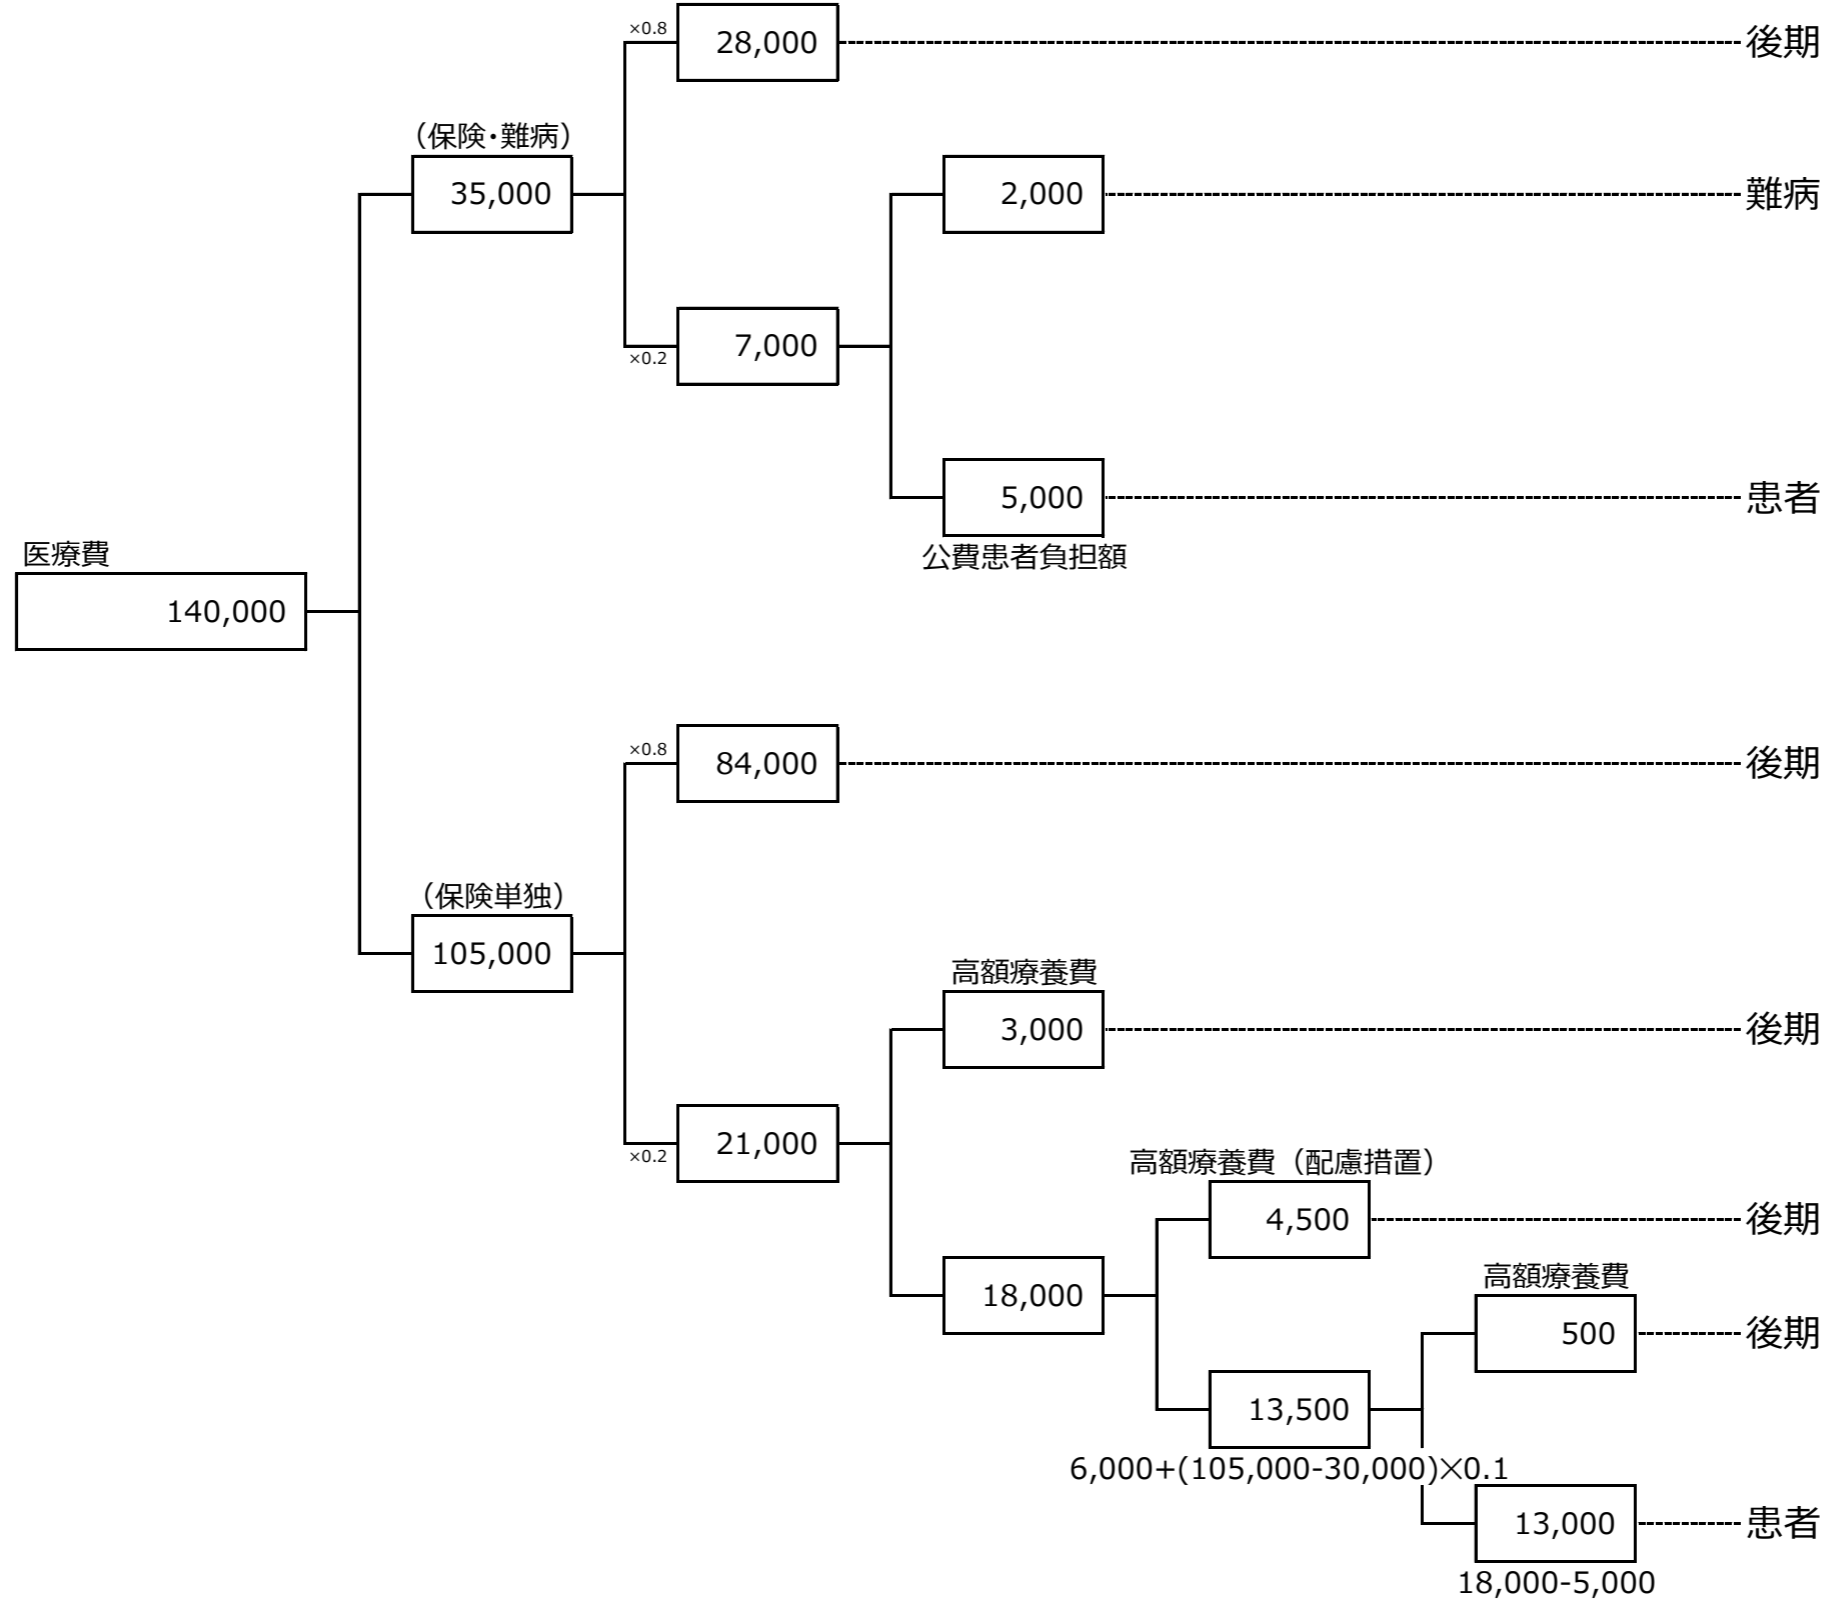 ×0.8
28,000
後期
（保険・難病）
35,000
2,000
難病
×0.2
7,000
5,000
患者
公費患者負担額
医療費
140,000
×0.8
84,000
後期
（保険単独）
105,000
高額療養費
3,000
後期
×0.2
21,000
高額療養費（配慮措置）
4,500
後期
18,000
高額療養費
500
後期
13,500
6,000+(105,000-30,000)×0.1
13,000
患者
18,000-5,000